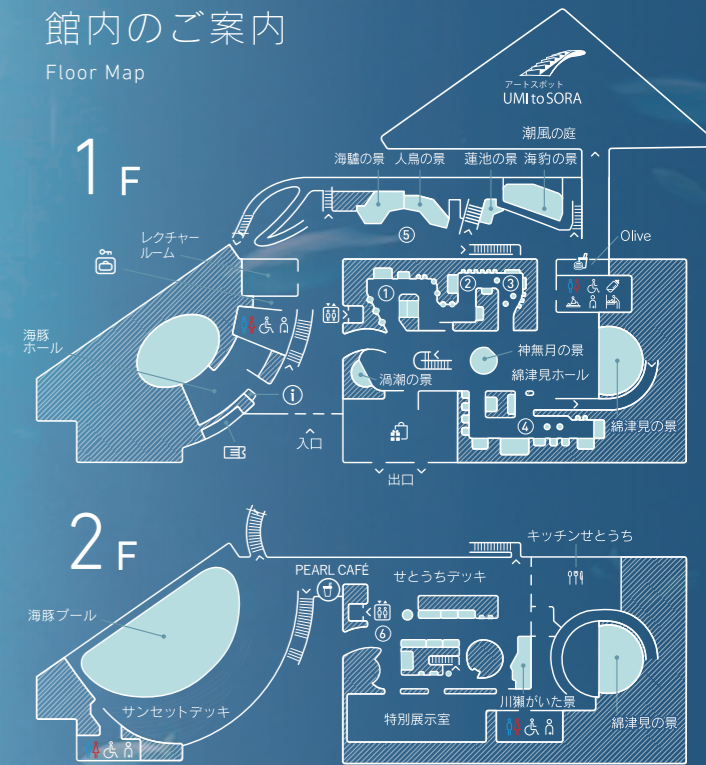 館内のご案内
Floor Map
アートスポット
UMI to SORA
潮風の庭
1F
海驢の景
人鳥の景
蓮池の景
海豹の景
⑤
Olive
レクチャー
ルーム
①
②
③
海豚
ホール
神無月の景
渦潮の景
綿津見ホール
i
④
綿津見の景
入口
出口
2F
キッチンせとうち
PEARL CAFÉ
せとうちデッキ
⑥
海豚プール
サンセットデッキ
川獺がいた景
特別展示室
綿津見の景